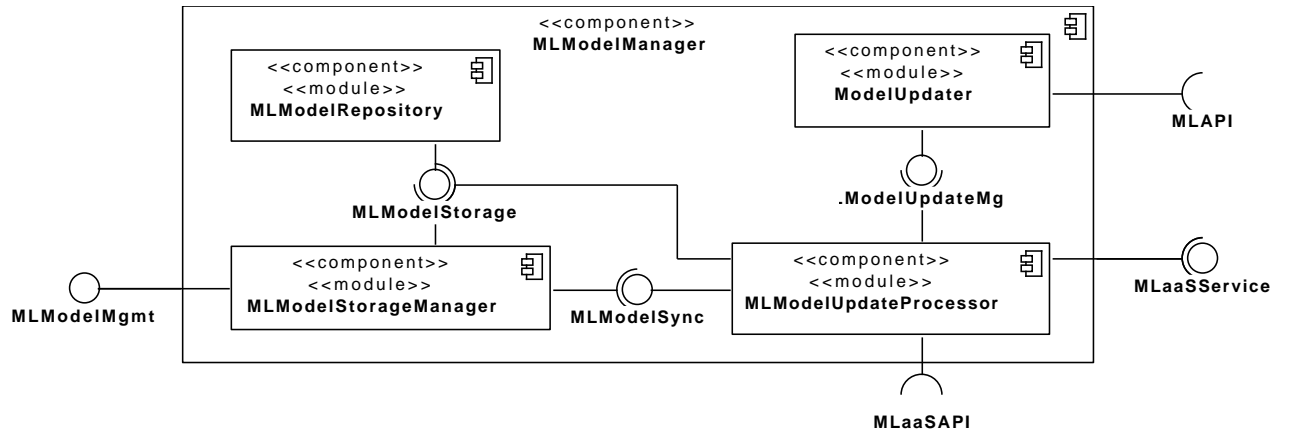 <<component>>
MLModelManager
<<component>>
<<module>>
MLModelRepository
<<component>>
<<module>>
ModelUpdater
MLAPI
MLModelStorage
.ModelUpdateMg
<<component>>
<<module>>
MLModelStorageManager
<<component>>
<<module>>
MLModelUpdateProcessor
MLaaSService
MLModelMgmt
MLModelSync
MLaaSAPI